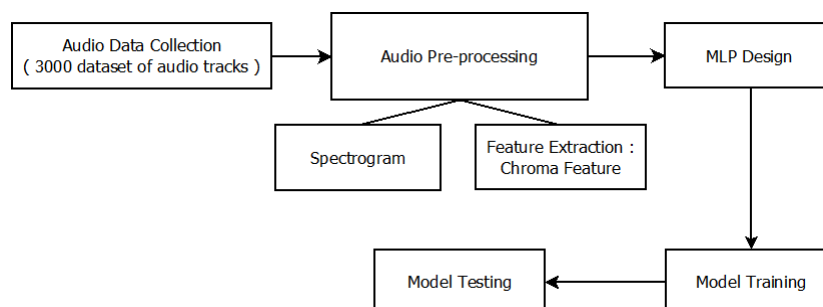 Audio Data Collection
( 3000 dataset of audio tracks )
Audio Pre-processing
MLP Design
Spectrogram
Feature Extraction :
Chroma Feature
Model Testing
Model Training